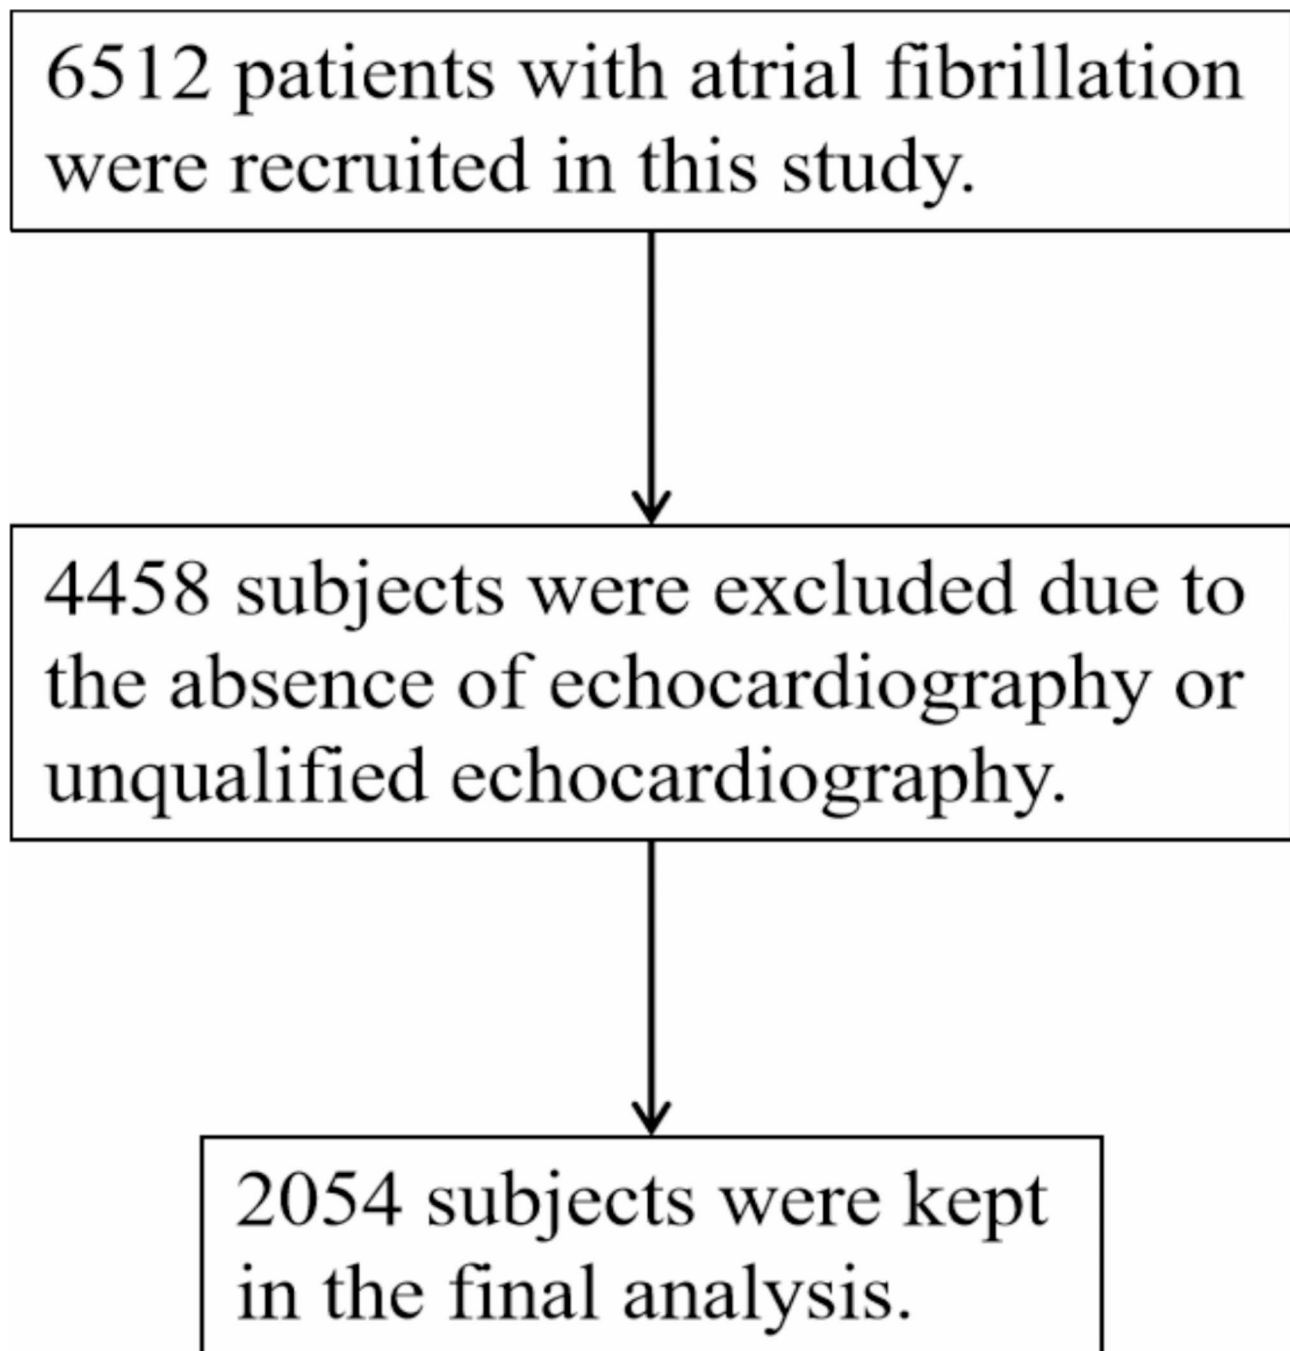 6512 patients with atrial fibrillation
were recruited in this study.
4458 subjects were excluded due to
the absence of echocardiography or
unqualified echocardiography.
2054 subjects were kept
in the final analysis.